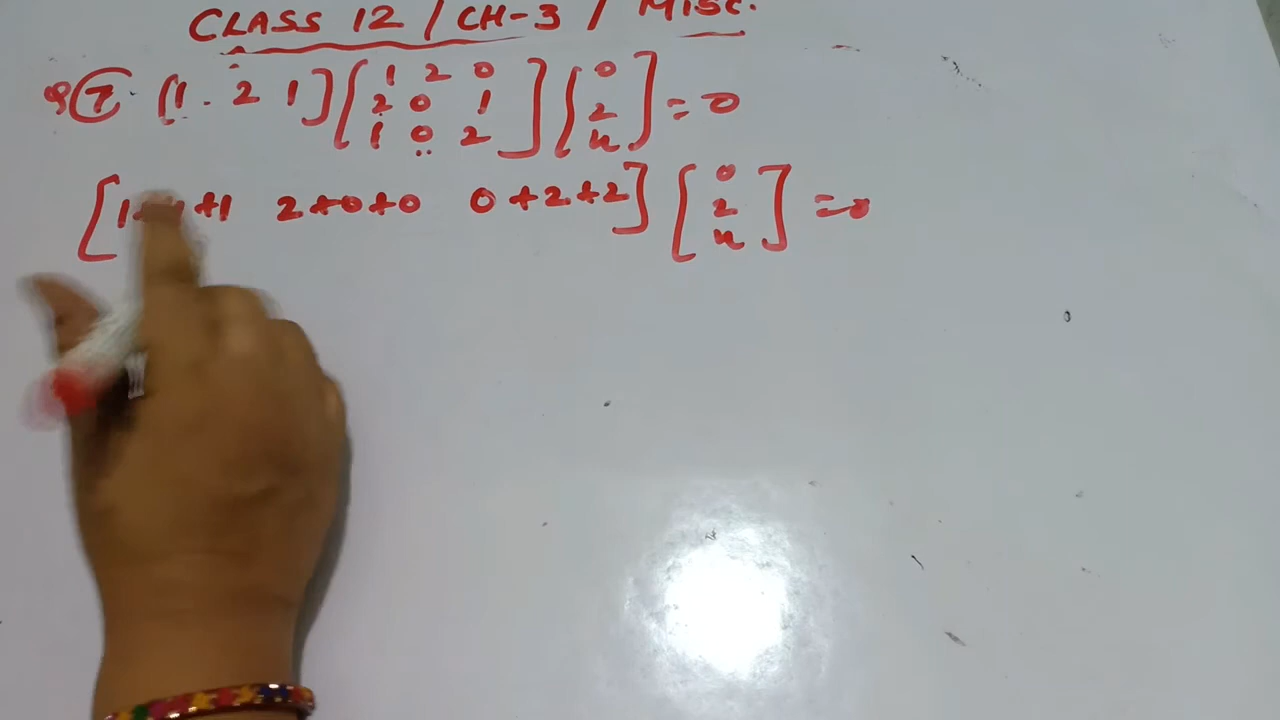 CLASS 12 / CH-3 / MISC.
Q7. [1. 2 1] [1 2 0 [0
2 0 1 2
1 0 2] x] = 0
[1+ +1 2+0+0 0+2+2] [0
2
x] = 0